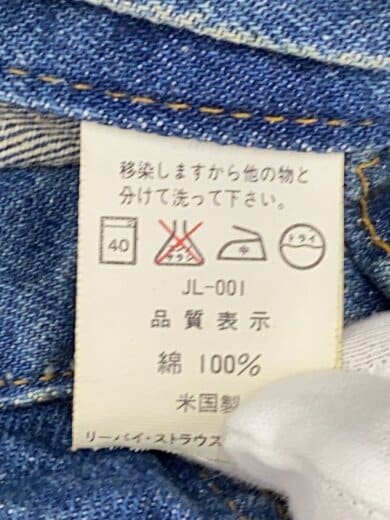 移染しますから他の物と
分けて洗って下さい。
40 エンソサラシ 中 ドライ
JL-001
品質表示
綿 100%
米国製
リーバイ・ストラウス